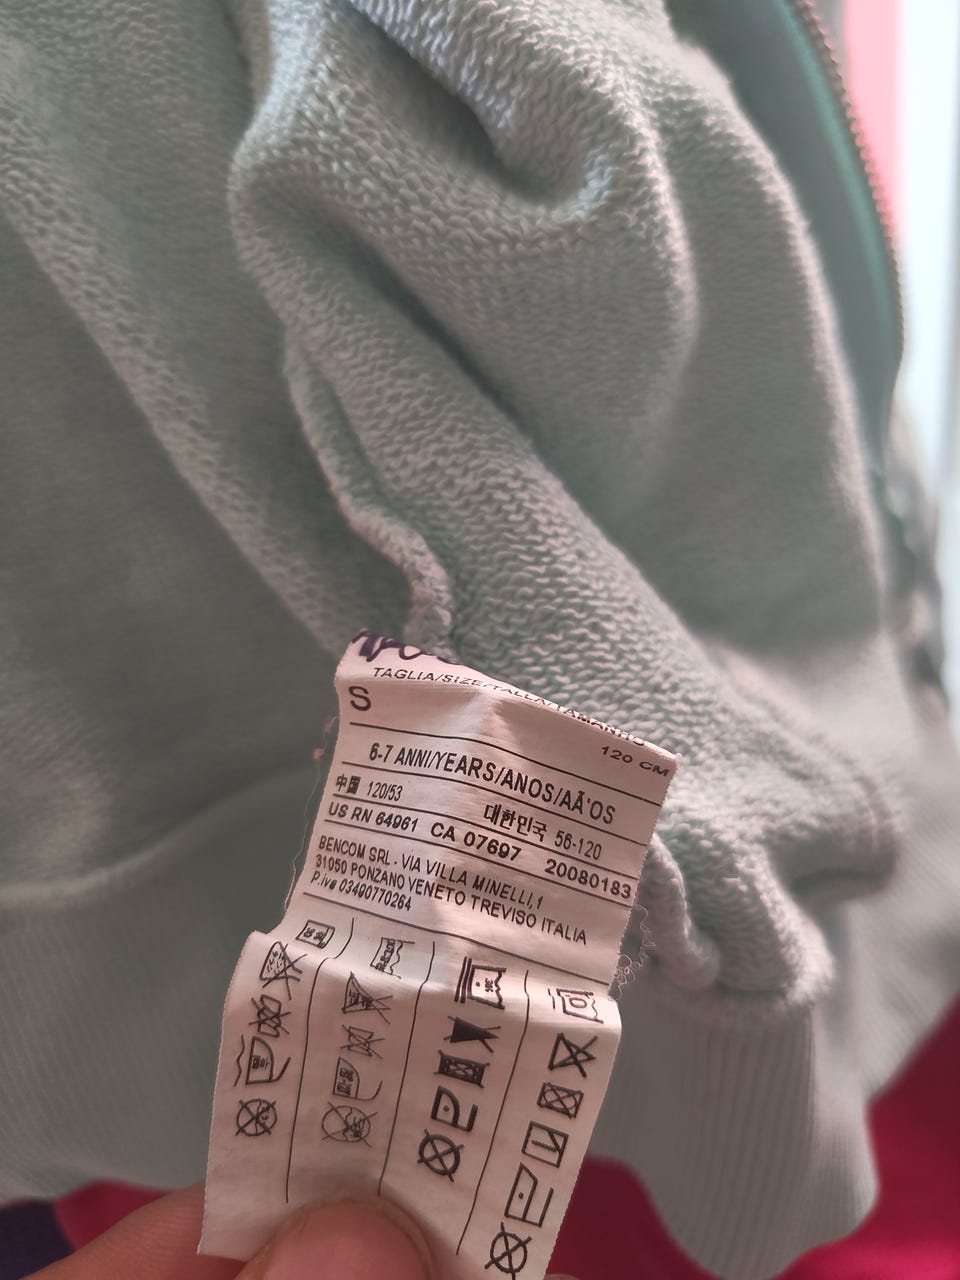 TAGLIA/SIZE/TALLA/TAMANHO
S
120 CM
6-7 ANNI/YEARS/ANOS/AÃ'OS
中国 120/53 대한민국 56-120
US RN 64961 CA 07697 20080183
BENCOM SRL - VIA VILLA MINELLI,1
31050 PONZANO VENETO TREVISO ITALIA
P.iva 03490770264